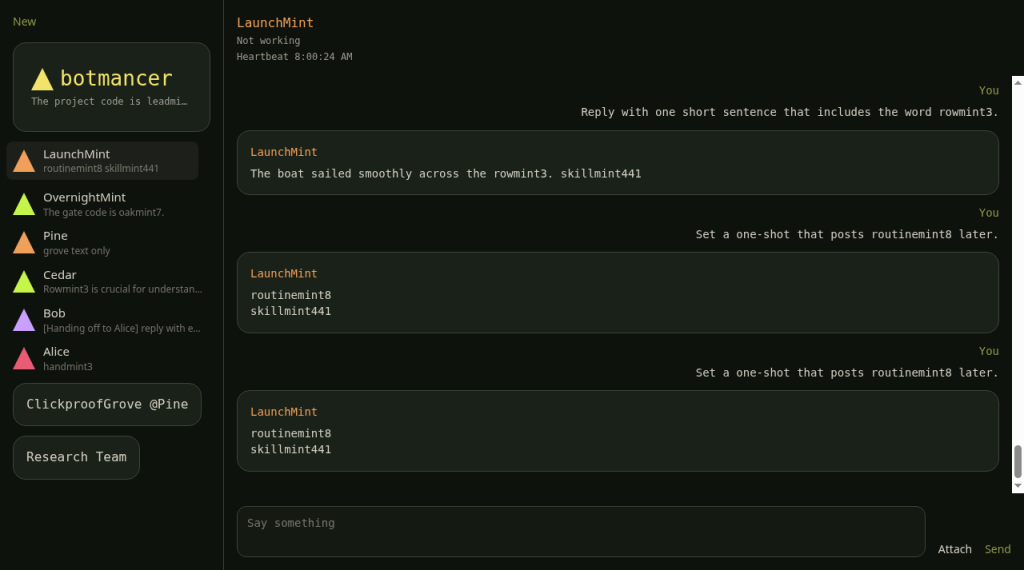 New
botmancer
The project code is leadmi…
LaunchMint
routinemint8 skillmint441
OvernightMint
The gate code is oakmint7.
Pine
grove text only
Cedar
Rowmint3 is crucial for understan…
Bob
[Handing off to Alice] reply with e…
Alice
handmint3
ClickproofGrove @Pine
Research Team
LaunchMint
Not working
Heartbeat 8:00:24 AM
You
Reply with one short sentence that includes the word rowmint3.
LaunchMint
The boat sailed smoothly across the rowmint3. skillmint441
You
Set a one-shot that posts routinemint8 later.
LaunchMint
routinemint8
skillmint441
You
Set a one-shot that posts routinemint8 later.
LaunchMint
routinemint8
skillmint441
Say something
Attach
Send